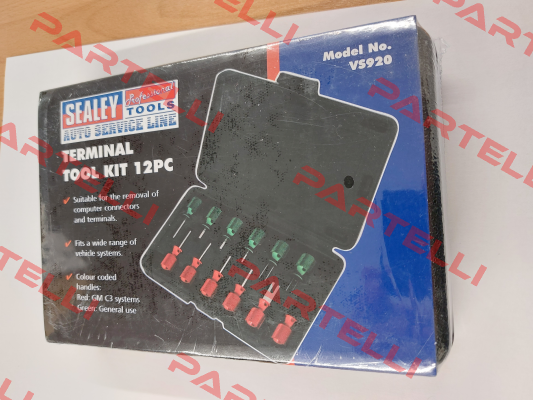 Model No.
VS920
SEALEY
Professional
TOOLS
AUTO SERVICE LINE
TERMINAL
TOOL KIT 12PC
• Suitable for the removal of
computer connectors
and terminals.
• Fits a wide range of
vehicle systems.
• Colour coded
handles:
Red: GM C3 systems
Green: General use
PARTELLI
PARTELLI
PARTELLI
PARTELLI
PARTELLI
PARTELLI